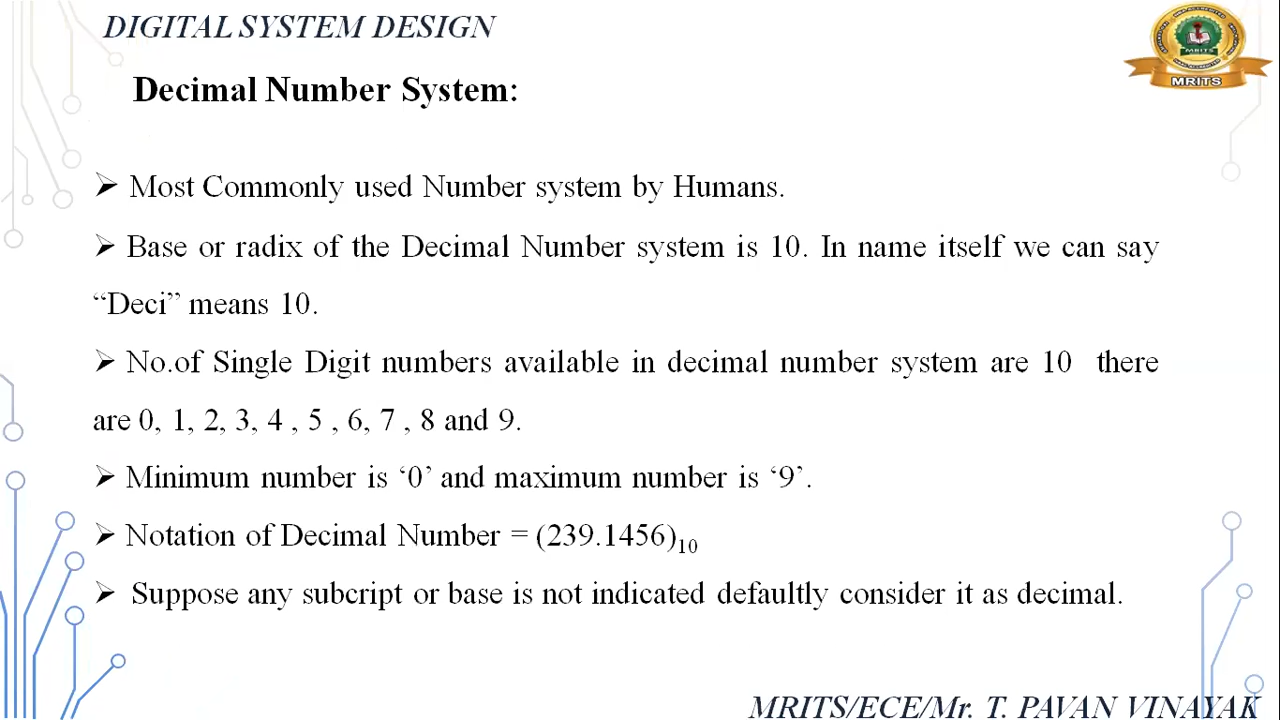 DIGITAL SYSTEM DESIGN
MRITS
MRITS
Decimal Number System:
➢ Most Commonly used Number system by Humans.
➢ Base or radix of the Decimal Number system is 10. In name itself we can say
“Deci” means 10.
➢ No.of Single Digit numbers available in decimal number system are 10 there
are 0, 1, 2, 3, 4 , 5 , 6, 7 , 8 and 9.
➢ Minimum number is ‘0’ and maximum number is ‘9’.
➢ Notation of Decimal Number = (239.1456)₁₀
➢ Suppose any subcript or base is not indicated defaultly consider it as decimal.
MRITS/ECE/Mr. T. PAVAN VINAYAK